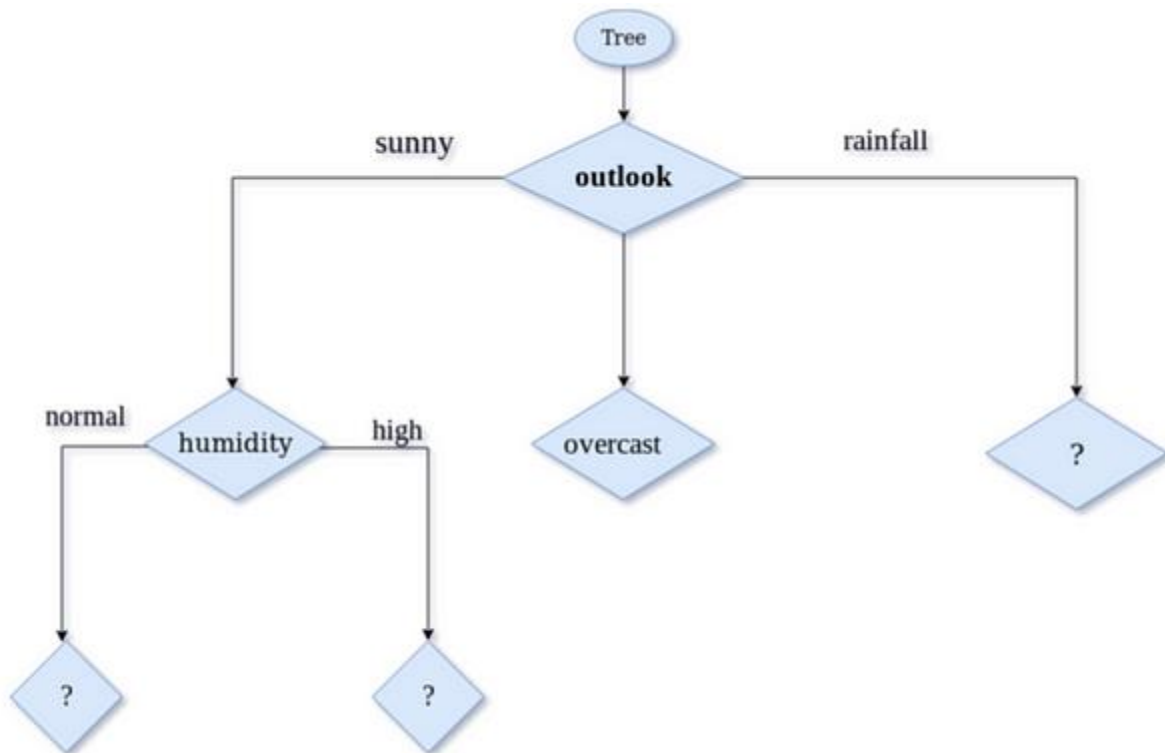 Tree
sunny
rainfall
outlook
normal
humidity
high
overcast
?
?
?